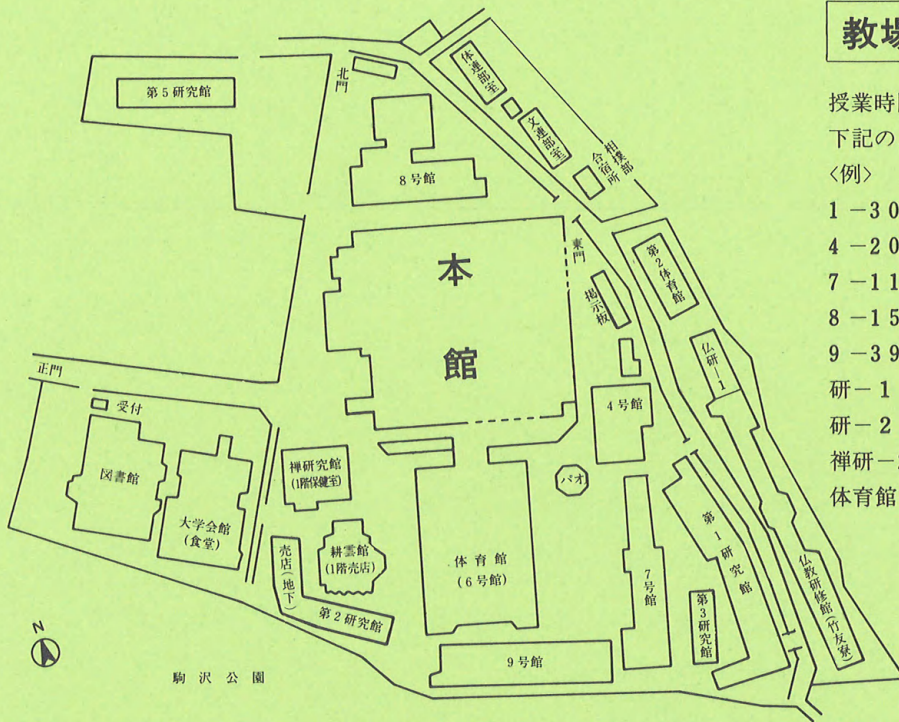 教場
授業時
下記の
〈例〉
1－30
4－20
7－11
8－15
9－39
研－1
研－2
禅研－
体育館
第5研究館
北門
体連部室
文連部室
相撲部
合宿所
8号館
本館
東門
掲示板
第2体育館
仏研－1
正門
受付
図書館
大学会館
(食堂)
禅研究館
(1階保健室)
耕雲館
(1階売店)
売店(地下)
第2研究館
4号館
パオ
体育館
(6号館)
7号館
第1研究館
第3研究館
仏教研修館(竹友寮)
9号館
N
駒沢公園